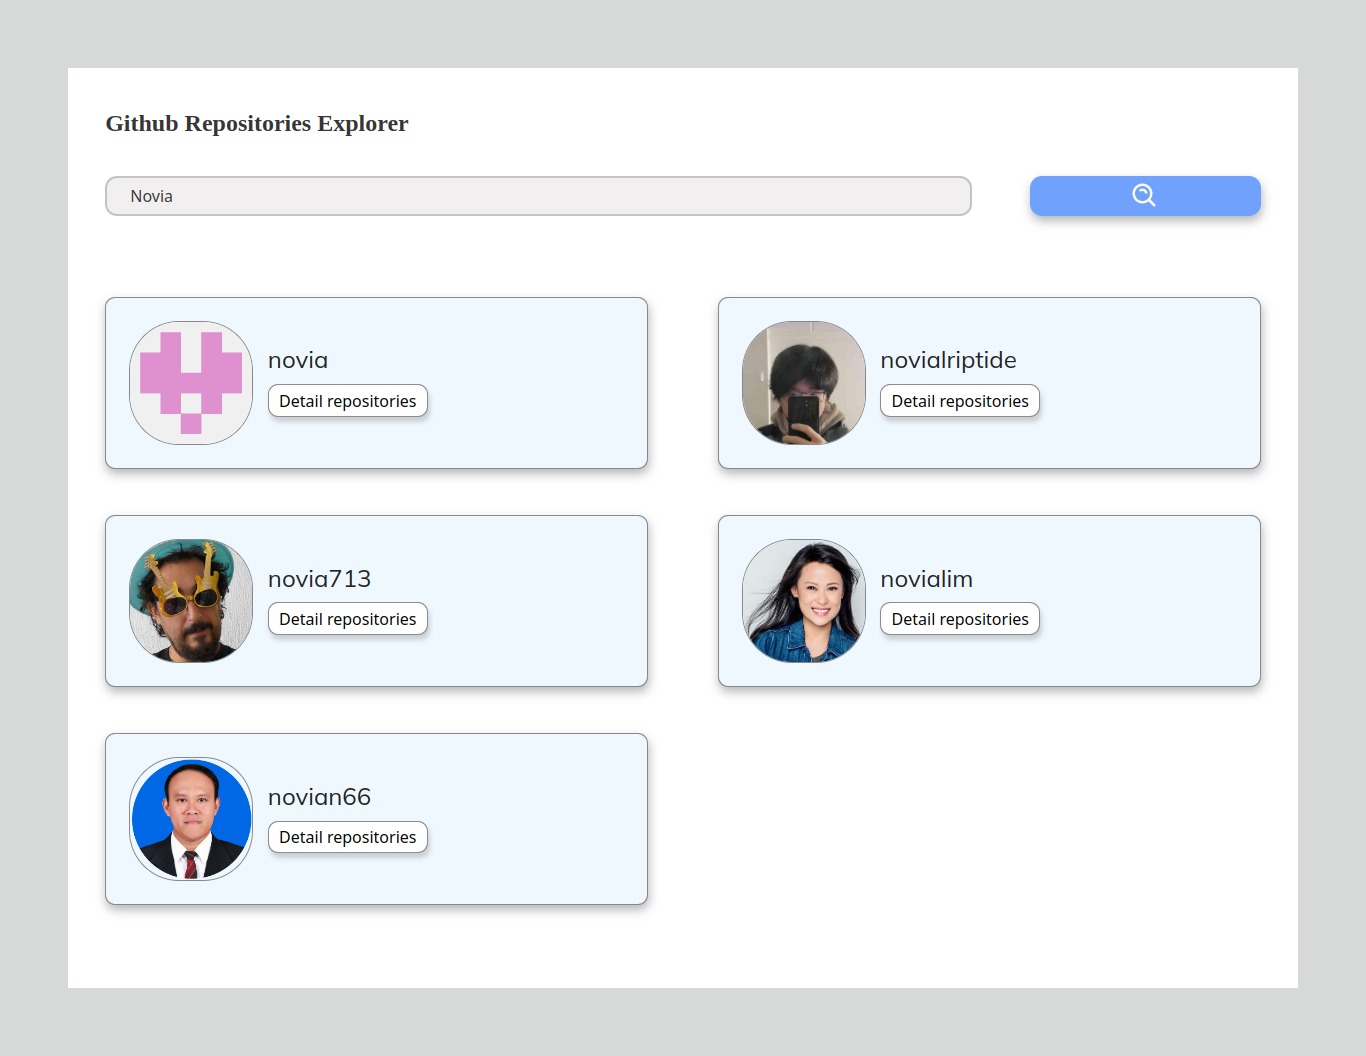 Github Repositories Explorer
Novia
novia
Detail repositories
novialriptide
Detail repositories
novia713
Detail repositories
novialim
Detail repositories
novian66
Detail repositories